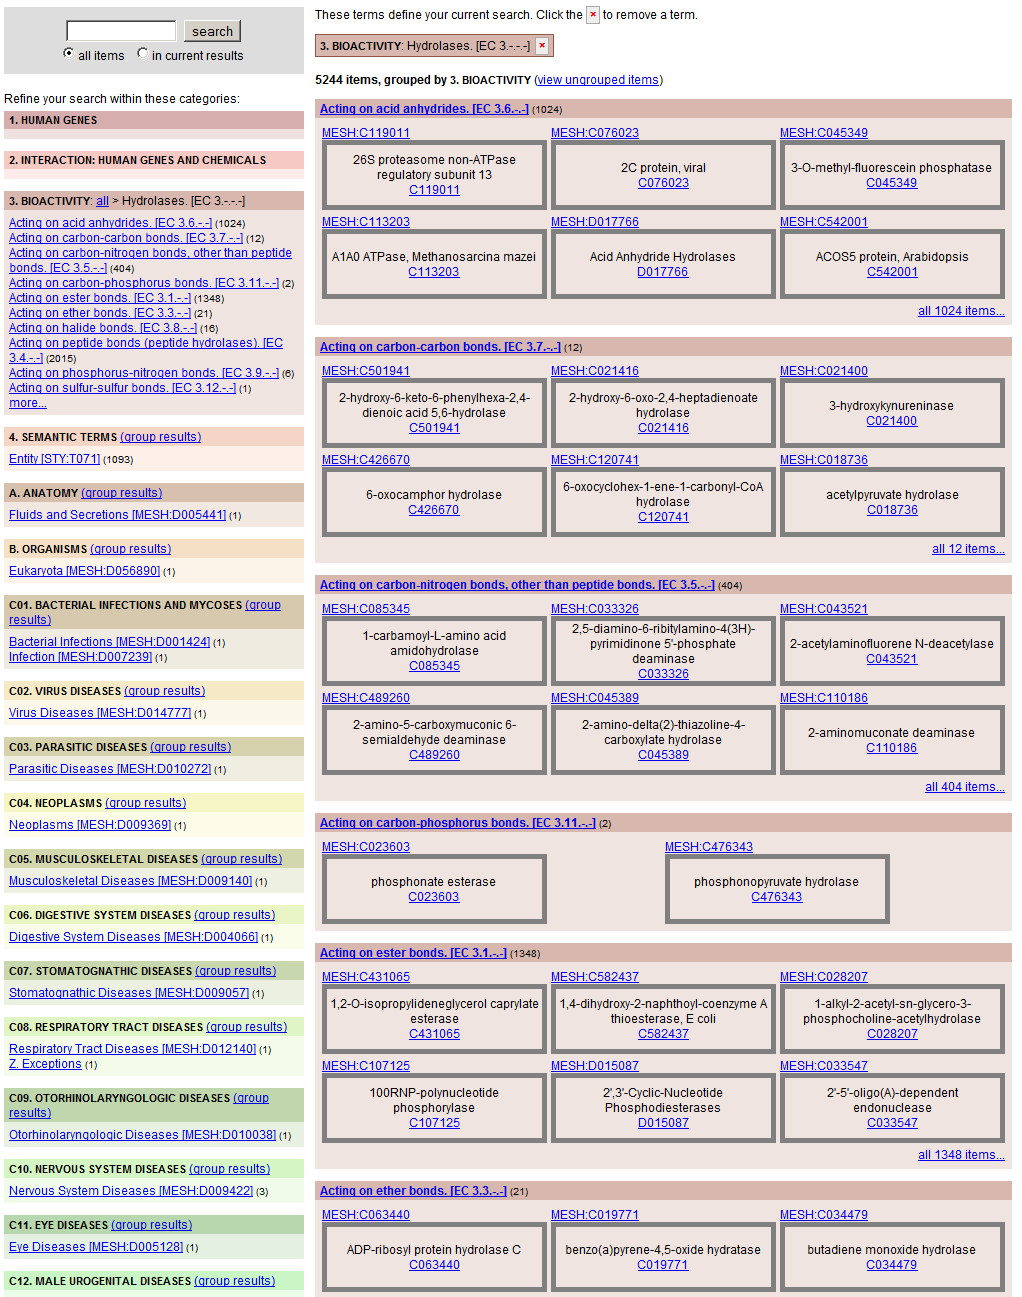 search
all items in current results
Refine your search within these categories:
1. HUMAN GENES
2. INTERACTION: HUMAN GENES AND CHEMICALS
3. BIOACTIVITY: all > Hydrolases. [EC 3.-.-.-]
Acting on acid anhydrides. [EC 3.6.-.-] (1024)
Acting on carbon-carbon bonds. [EC 3.7.-.-] (12)
Acting on carbon-nitrogen bonds, other than peptide
bonds. [EC 3.5.-.-] (404)
Acting on carbon-phosphorus bonds. [EC 3.11.-.-] (2)
Acting on ester bonds. [EC 3.1.-.-] (1348)
Acting on ether bonds. [EC 3.3.-.-] (21)
Acting on halide bonds. [EC 3.8.-.-] (16)
Acting on peptide bonds (peptide hydrolases). [EC
3.4.-.-] (2015)
Acting on phosphorus-nitrogen bonds. [EC 3.9.-.-] (6)
Acting on sulfur-sulfur bonds. [EC 3.12.-.-] (1)
more...
4. SEMANTIC TERMS (group results)
Entity [STY:T071] (1093)
A. ANATOMY (group results)
Fluids and Secretions [MESH:D005441] (1)
B. ORGANISMS (group results)
Eukaryota [MESH:D056890] (1)
C01. BACTERIAL INFECTIONS AND MYCOSES (group
results)
Bacterial Infections [MESH:D001424] (1)
Infection [MESH:D007239] (1)
C02. VIRUS DISEASES (group results)
Virus Diseases [MESH:D014777] (1)
C03. PARASITIC DISEASES (group results)
Parasitic Diseases [MESH:D010272] (1)
C04. NEOPLASMS (group results)
Neoplasms [MESH:D009369] (1)
C05. MUSCULOSKELETAL DISEASES (group results)
Musculoskeletal Diseases [MESH:D009140] (1)
C06. DIGESTIVE SYSTEM DISEASES (group results)
Digestive System Diseases [MESH:D004066] (1)
C07. STOMATOGNATHIC DISEASES (group results)
Stomatognathic Diseases [MESH:D009057] (1)
C08. RESPIRATORY TRACT DISEASES (group results)
Respiratory Tract Diseases [MESH:D012140] (1)
Z. Exceptions (1)
C09. OTORHINOLARYNGOLOGIC DISEASES (group
results)
Otorhinolaryngologic Diseases [MESH:D010038] (1)
C10. NERVOUS SYSTEM DISEASES (group results)
Nervous System Diseases [MESH:D009422] (3)
C11. EYE DISEASES (group results)
Eye Diseases [MESH:D005128] (1)
C12. MALE UROGENITAL DISEASES (group results)
These terms define your current search. Click the × to remove a term.
3. BIOACTIVITY: Hydrolases. [EC 3.-.-.-] ×
5244 items, grouped by 3. BIOACTIVITY (view ungrouped items)
Acting on acid anhydrides. [EC 3.6.-.-] (1024)
MESH:C119011 MESH:C076023 MESH:C045349
26S proteasome non-ATPase
regulatory subunit 13
C119011
2C protein, viral
C076023
3-O-methyl-fluorescein phosphatase
C045349
MESH:C113203 MESH:D017766 MESH:C542001
A1A0 ATPase, Methanosarcina mazei
C113203
Acid Anhydride Hydrolases
D017766
ACOS5 protein, Arabidopsis
C542001
all 1024 items...
Acting on carbon-carbon bonds. [EC 3.7.-.-] (12)
MESH:C501941 MESH:C021416 MESH:C021400
2-hydroxy-6-keto-6-phenylhexa-2,4-
dienoic acid 5,6-hydrolase
C501941
2-hydroxy-6-oxo-2,4-heptadienoate
hydrolase
C021416
3-hydroxykynureninase
C021400
MESH:C426670 MESH:C120741 MESH:C018736
6-oxocamphor hydrolase
C426670
6-oxocyclohex-1-ene-1-carbonyl-CoA
hydrolase
C120741
acetylpyruvate hydrolase
C018736
all 12 items...
Acting on carbon-nitrogen bonds, other than peptide bonds. [EC 3.5.-.-] (404)
MESH:C085345 MESH:C033326 MESH:C043521
1-carbamoyl-L-amino acid
amidohydrolase
C085345
2,5-diamino-6-ribitylamino-4(3H)-
pyrimidinone 5'-phosphate
deaminase
C033326
2-acetylaminofluorene N-deacetylase
C043521
MESH:C489260 MESH:C045389 MESH:C110186
2-amino-5-carboxymuconic 6-
semialdehyde deaminase
C489260
2-amino-delta(2)-thiazoline-4-
carboxylate hydrolase
C045389
2-aminomuconate deaminase
C110186
all 404 items...
Acting on carbon-phosphorus bonds. [EC 3.11.-.-] (2)
MESH:C023603 MESH:C476343
phosphonate esterase
C023603
phosphonopyruvate hydrolase
C476343
Acting on ester bonds. [EC 3.1.-.-] (1348)
MESH:C431065 MESH:C582437 MESH:C028207
1,2-O-isopropylideneglycerol caprylate
esterase
C431065
1,4-dihydroxy-2-naphthoyl-coenzyme A
thioesterase, E coli
C582437
1-alkyl-2-acetyl-sn-glycero-3-
phosphocholine-acetylhydrolase
C028207
MESH:C107125 MESH:D015087 MESH:C033547
100RNP-polynucleotide
phosphorylase
C107125
2',3'-Cyclic-Nucleotide
Phosphodiesterases
D015087
2'-5'-oligo(A)-dependent
endonuclease
C033547
all 1348 items...
Acting on ether bonds. [EC 3.3.-.-] (21)
MESH:C063440 MESH:C019771 MESH:C034479
ADP-ribosyl protein hydrolase C
C063440
benzo(a)pyrene-4,5-oxide hydratase
C019771
butadiene monoxide hydrolase
C034479